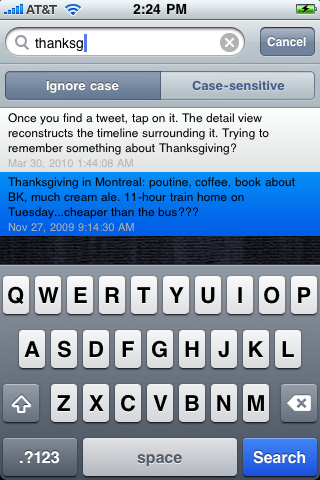 AT&T 2:24 PM
thanksg Cancel
Ignore case Case-sensitive
Once you find a tweet, tap on it. The detail view
reconstructs the timeline surrounding it. Trying to
remember something about Thanksgiving?
Mar 30, 2010 1:44:08 AM
Thanksgiving in Montreal: poutine, coffee, book about
BK, much cream ale. 11-hour train home on
Tuesday...cheaper than the bus???
Nov 27, 2009 9:14:30 AM
Q W E R T Y U I O P
A S D F G H J K L
Z X C V B N M
.?123 space Search